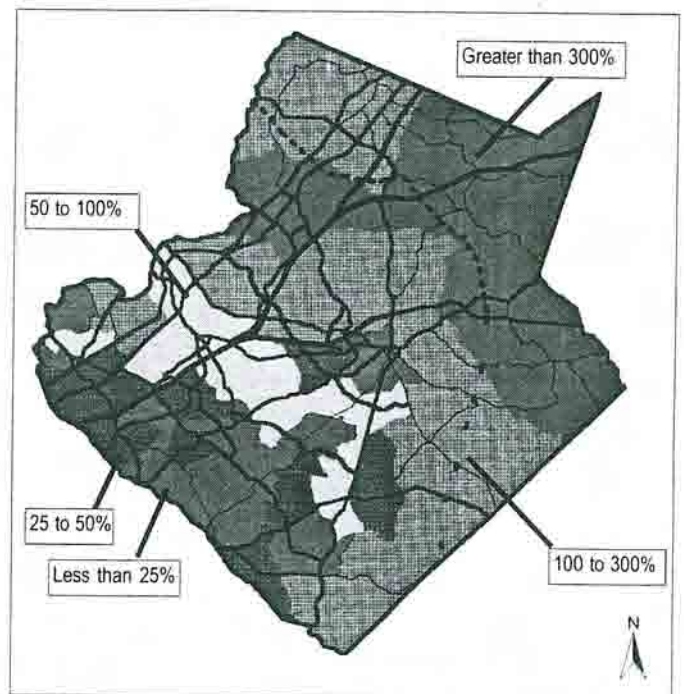 Greater than 300%
50 to 100%
25 to 50%
Less than 25%
100 to 300%
N